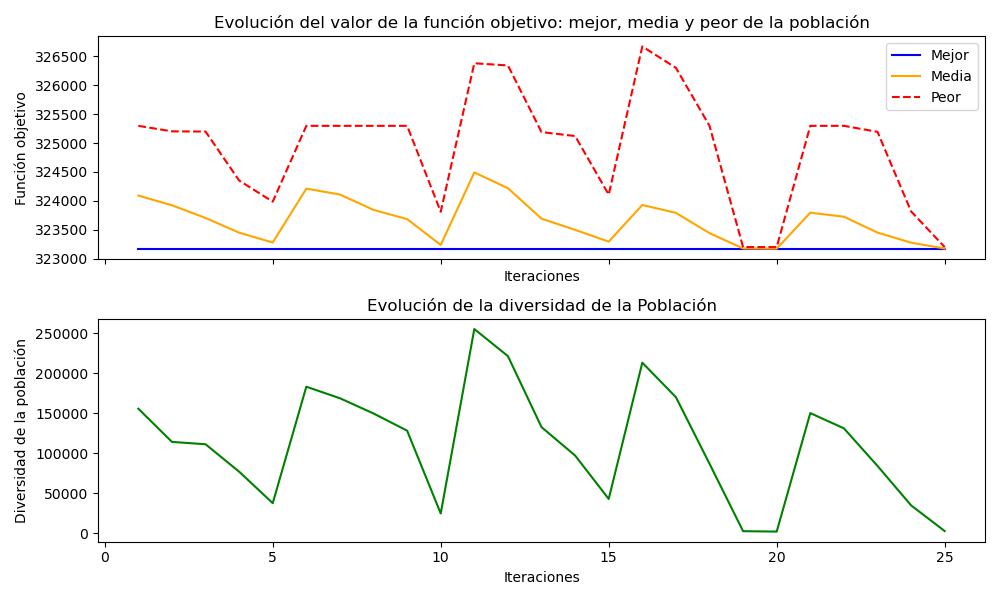 Evolución del valor de la función objetivo: mejor, media y peor de la población
Función objetivo
326500
326000
325500
325000
324500
324000
323500
323000
Mejor
Media
Peor
Iteraciones
Evolución de la diversidad de la Población
Diversidad de la población
250000
200000
150000
100000
50000
0
0 5 10 15 20 25
Iteraciones